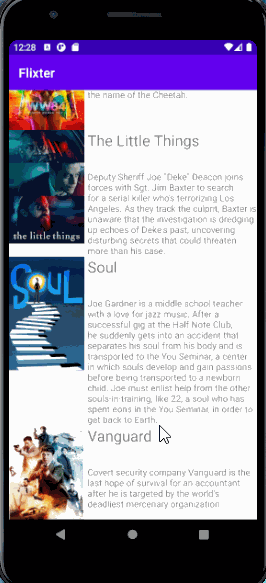 12:28
Flixter
the name of the Cheetah.
WW84
The Little Things
Deputy Sheriff Joe "Deke" Deacon joins
forces with Sgt. Jim Baxter to search
for a serial killer who's terrorizing Los
Angeles. As they track the culprit, Baxter is
unaware that the investigation is dredging
up echoes of Deke's past, uncovering
disturbing secrets that could threaten
more than his case.
the little things
Soul
SOUL
Joe Gardner is a middle school teacher
with a love for jazz music. After a
successful gig at the Half Note Club,
he suddenly gets into an accident that
separates his soul from his body and is
transported to the You Seminar, a center
in which souls develop and gain passions
before being transported to a newborn
child. Joe must enlist help from the other
souls-in-training, like 22, a soul who has
spent eons in the You Seminar, in order to
get back to Earth.
Vanguard
Covert security company Vanguard is the
last hope of survival for an accountant
after he is targeted by the world's
deadliest mercenary organization